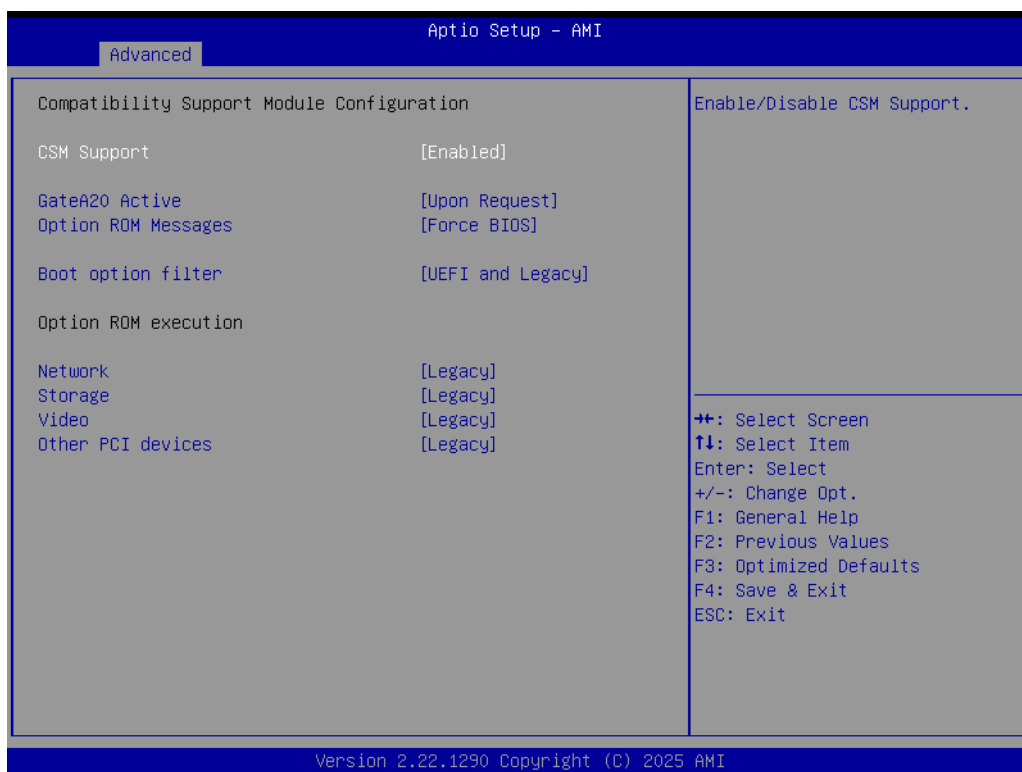 Aptio Setup – AMI
Advanced
Compatibility Support Module Configuration
CSM Support [Enabled]
GateA20 Active [Upon Request]
Option ROM Messages [Force BIOS]
Boot option filter [UEFI and Legacy]
Option ROM execution
Network [Legacy]
Storage [Legacy]
Video [Legacy]
Other PCI devices [Legacy]
Enable/Disable CSM Support.
→←: Select Screen
↑↓: Select Item
Enter: Select
+/-: Change Opt.
F1: General Help
F2: Previous Values
F3: Optimized Defaults
F4: Save & Exit
ESC: Exit
Version 2.22.1290 Copyright (C) 2025 AMI